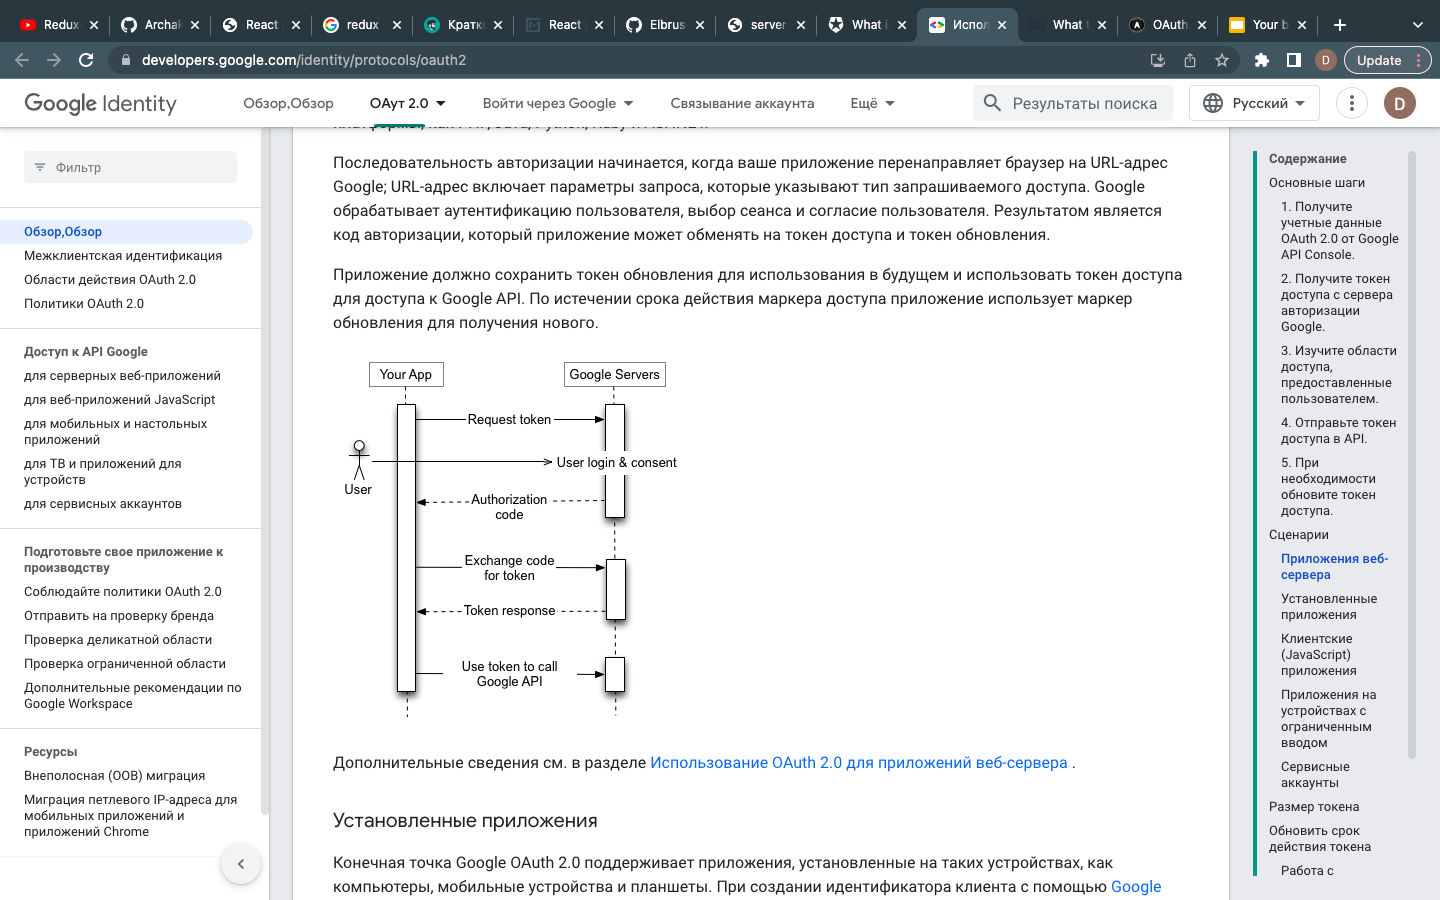 Redux
Archa
React
redux
Кратк
React
Elbrus
server
What i
Испол
What t
OAuth
Your b
developers.google.com/identity/protocols/oauth2
D
Update
Google Identity
Обзор,Обзор
ОАут 2.0
Войти через Google
Связывание аккаунта
Ещё
Результаты поиска
Русский
D
Фильтр
Обзор,Обзор
Межклиентская идентификация
Области действия OAuth 2.0
Политики OAuth 2.0
Доступ к API Google
для серверных веб-приложений
для веб-приложений JavaScript
для мобильных и настольных
приложений
для ТВ и приложений для
устройств
для сервисных аккаунтов
Подготовьте свое приложение к
производству
Соблюдайте политики OAuth 2.0
Отправить на проверку бренда
Проверка деликатной области
Проверка ограниченной области
Дополнительные рекомендации по
Google Workspace
Ресурсы
Внеполосная (OOB) миграция
Миграция петлевого IP-адреса для
мобильных приложений и
приложений Chrome
Последовательность авторизации начинается, когда ваше приложение перенаправляет браузер на URL-адрес
Google; URL-адрес включает параметры запроса, которые указывают тип запрашиваемого доступа. Google
обрабатывает аутентификацию пользователя, выбор сеанса и согласие пользователя. Результатом является
код авторизации, который приложение может обменять на токен доступа и токен обновления.
Приложение должно сохранить токен обновления для использования в будущем и использовать токен доступа
для доступа к Google API. По истечении срока действия маркера доступа приложение использует маркер
обновления для получения нового.
Your App
Google Servers
Request token
User login & consent
User
Authorization
code
Exchange code
for token
Token response
Use token to call
Google API
Дополнительные сведения см. в разделе Использование OAuth 2.0 для приложений веб-сервера .
Установленные приложения
Конечная точка Google OAuth 2.0 поддерживает приложения, установленные на таких устройствах, как
компьютеры, мобильные устройства и планшеты. При создании идентификатора клиента с помощью Google
Содержание
Основные шаги
1. Получите
учетные данные
OAuth 2.0 от Google
API Console.
2. Получите токен
доступа с сервера
авторизации
Google.
3. Изучите области
доступа,
предоставленные
пользователем.
4. Отправьте токен
доступа в API.
5. При
необходимости
обновите токен
доступа.
Сценарии
Приложения веб-
сервера
Установленные
приложения
Клиентские
(JavaScript)
приложения
Приложения на
устройствах с
ограниченным
вводом
Сервисные
аккаунты
Размер токена
Обновить срок
действия токена
Работа с